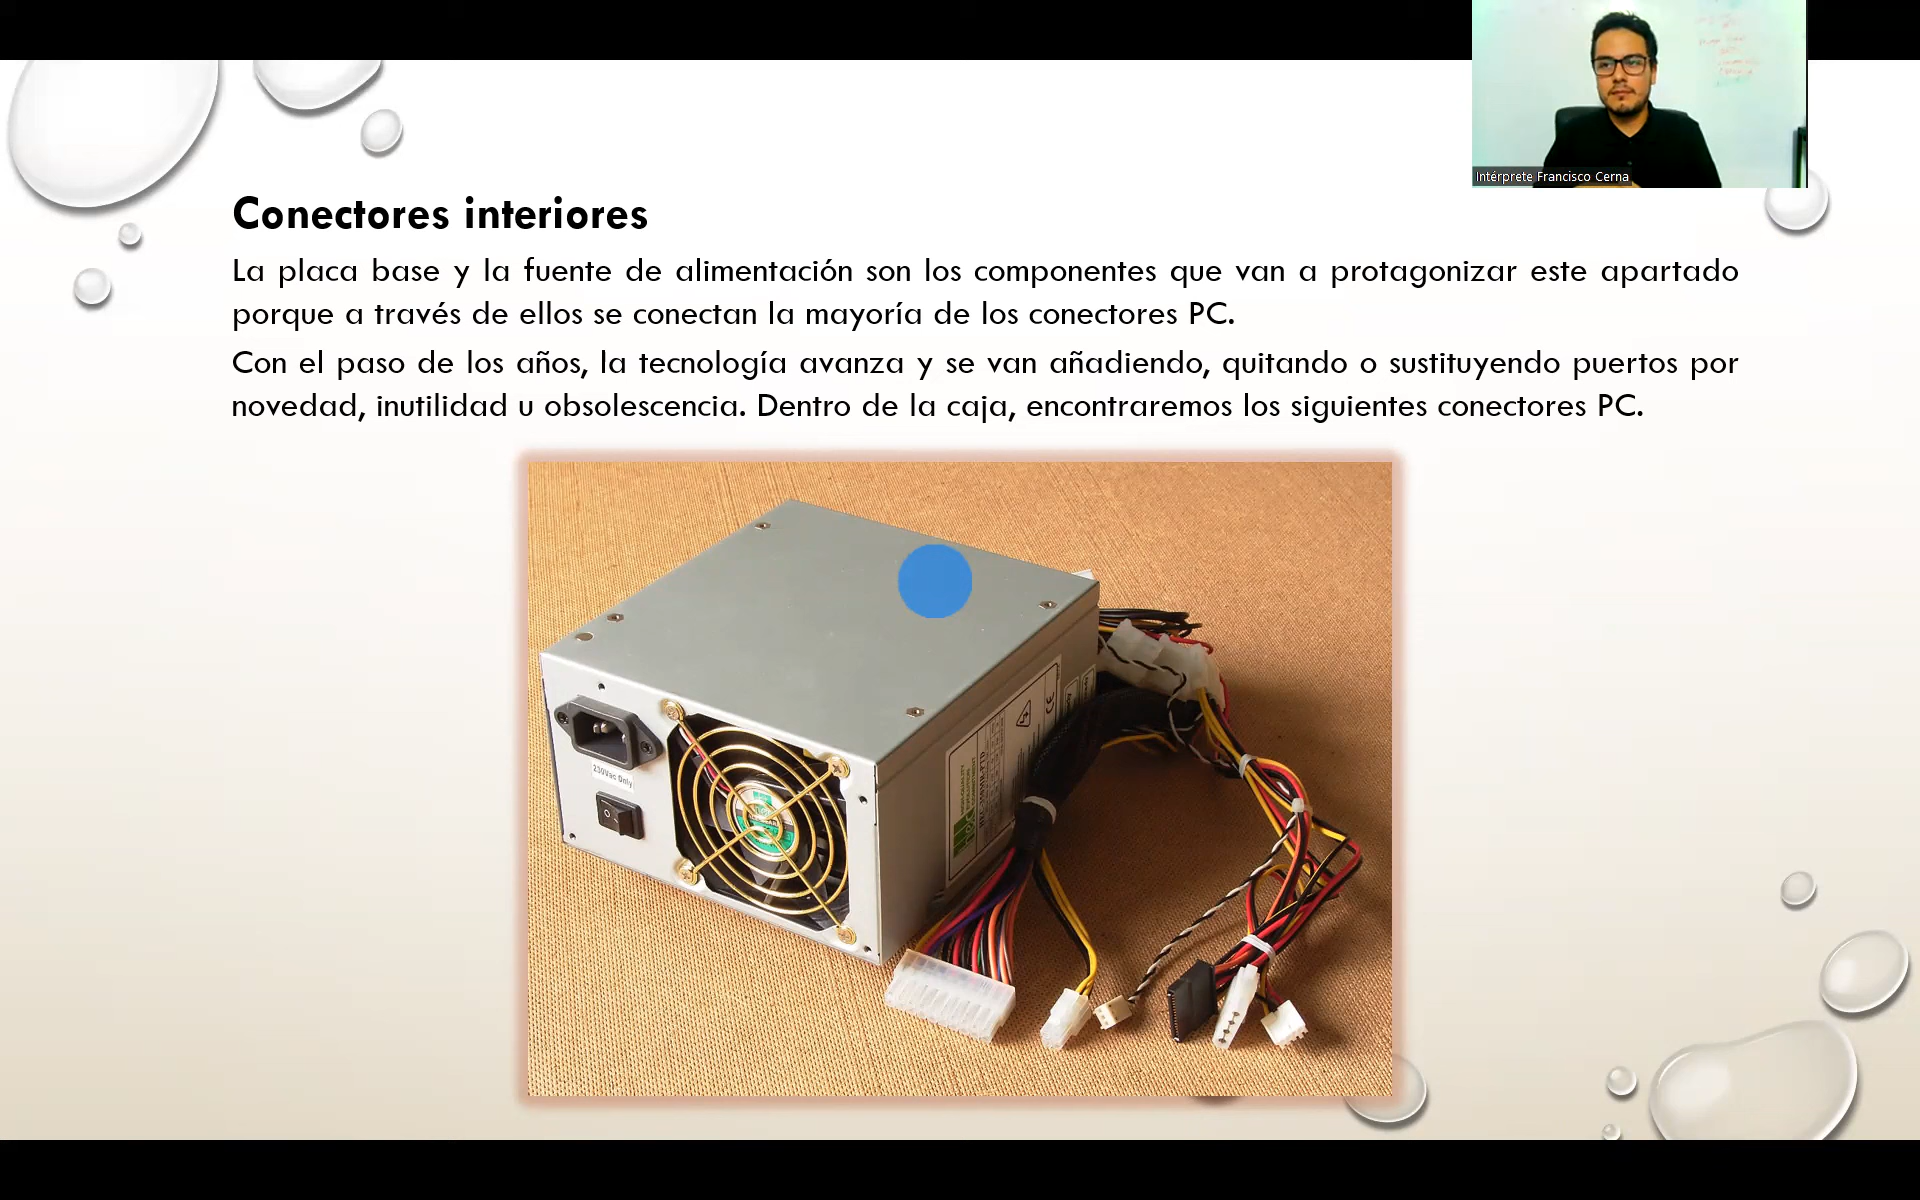 Intérprete Francisco Cerna
Conectores interiores
La placa base y la fuente de alimentación son los componentes que van a protagonizar este apartado
porque a través de ellos se conectan la mayoría de los conectores PC.
Con el paso de los años, la tecnología avanza y se van añadiendo, quitando o sustituyendo puertos por
novedad, inutilidad u obsolescencia. Dentro de la caja, encontraremos los siguientes conectores PC.
230Vac Only